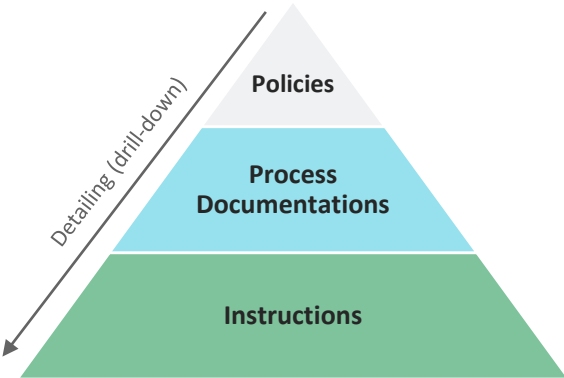 Policies
Detailing (drill-down)
Process
Documentations
Instructions